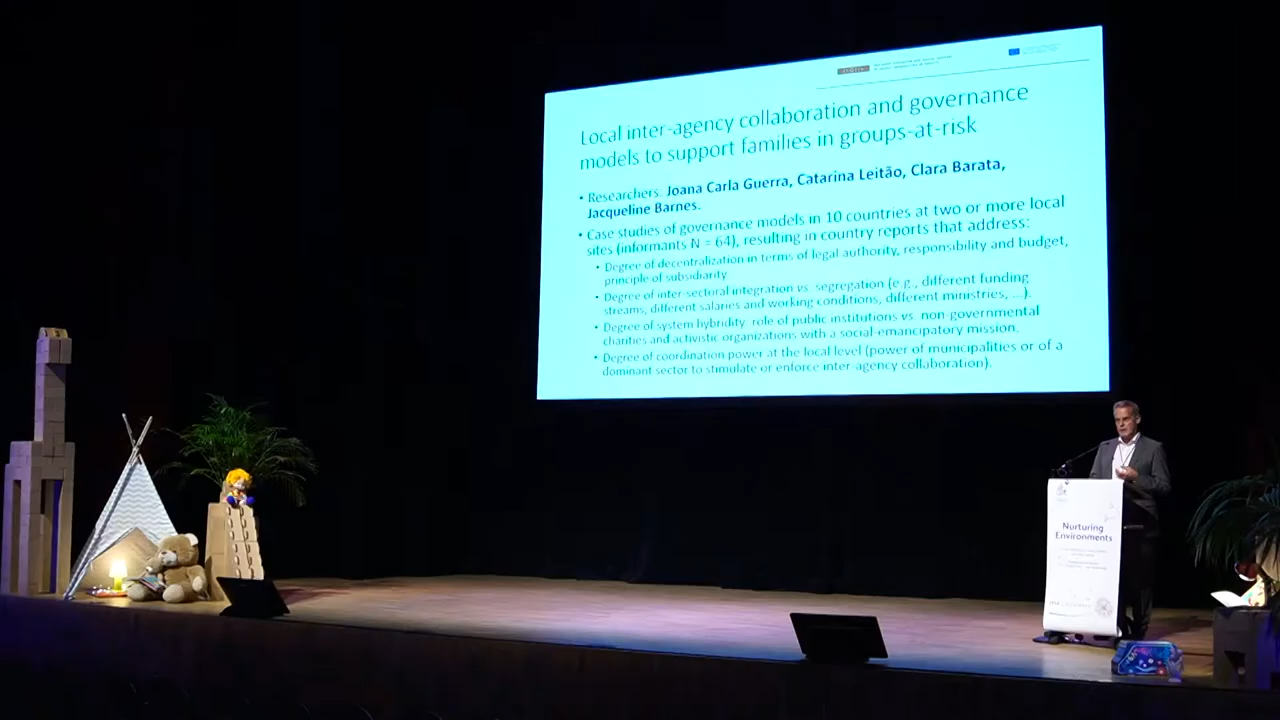 Local inter-agency collaboration and governance
models to support families in groups-at-risk
• Researchers: Joana Carla Guerra, Catarina Leitão, Clara Barata,
Jacqueline Barnes.
• Case studies of governance models in 10 countries at two or more local
sites (informants N = 64), resulting in country reports that address:
• Degree of decentralization in terms of legal authority, responsibility and budget,
principle of subsidiarity.
• Degree of inter-sectoral integration vs. segregation (e.g., different funding
streams, different salaries and working conditions, different ministries, ...).
• Degree of system hybridity: role of public institutions vs. non-governmental
charities and activistic organizations with a social-emancipatory mission.
• Degree of coordination power at the local level (power of municipalities or of a
dominant sector to stimulate or enforce inter-agency collaboration).
Nurturing
Environments